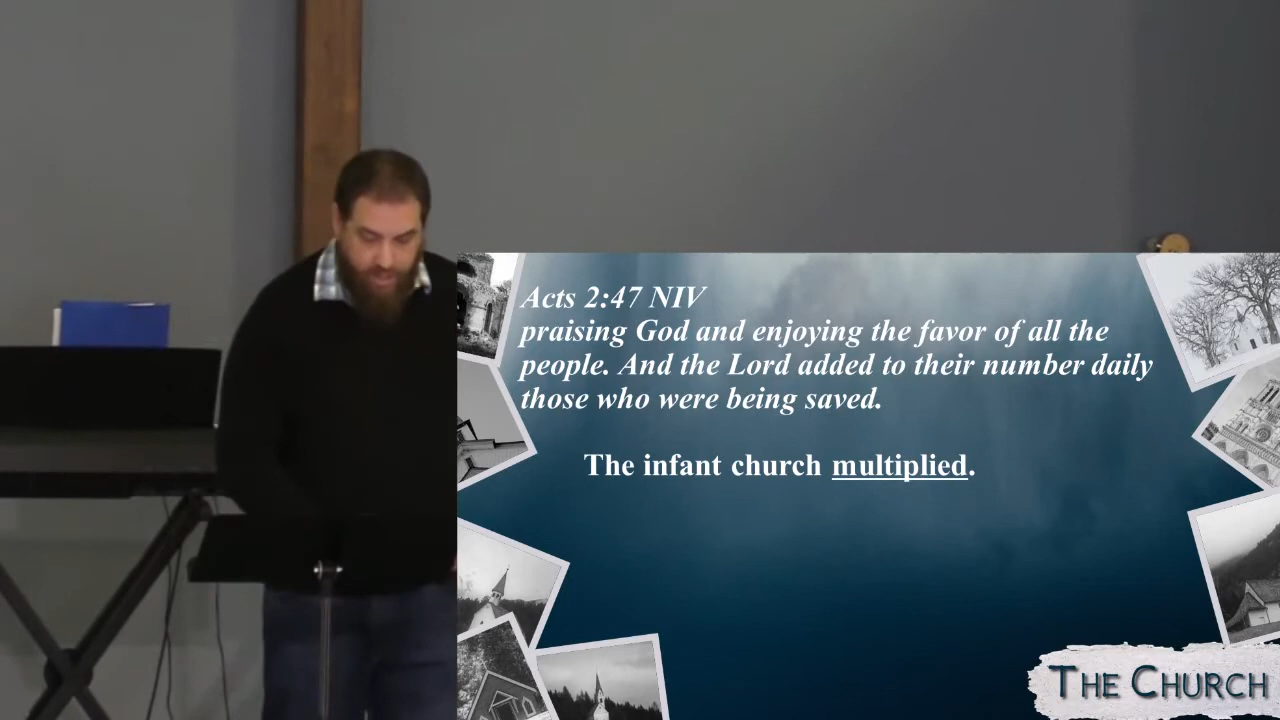 Acts 2:47 NIV
praising God and enjoying the favor of all the
people. And the Lord added to their number daily
those who were being saved.
The infant church multiplied.
THE CHURCH